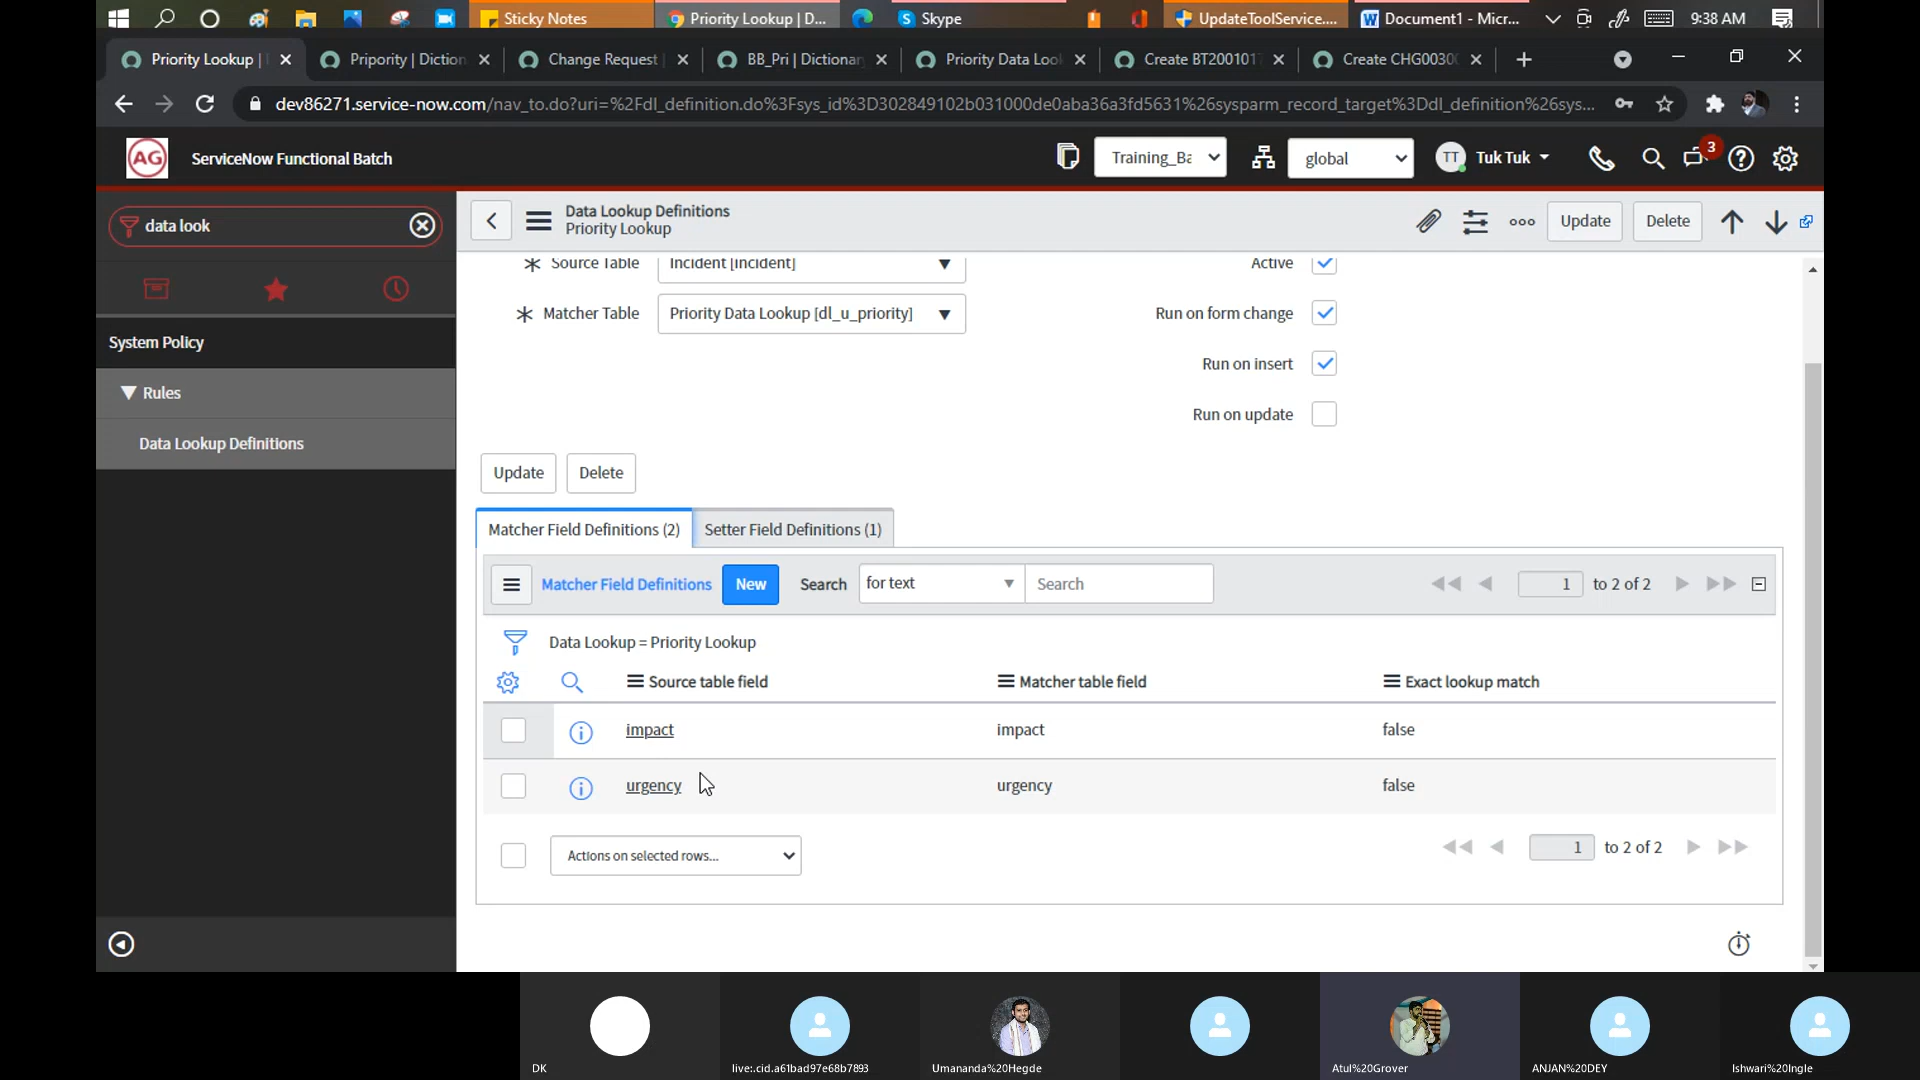 Sticky Notes
Priority Lookup | D...
Skype
UpdateToolService....
Document1 - Micr...
9:38 AM
Priority Lookup |
Pripority | Diction
Change Request
BB_Pri | Dictionar
Priority Data Loo
Create BT200101
Create CHG0030
dev86271.service-now.com/nav_to.do?uri=%2Fdl_definition.do%3Fsys_id%3D302849102b031000de0aba36a3fd5631%26sysparm_record_target%3Ddl_definition%26sys...
AG
ServiceNow Functional Batch
Training_Ba
global
TT
Tuk Tuk
3
data look
Data Lookup Definitions
Priority Lookup
Update
Delete
System Policy
Rules
Data Lookup Definitions
Source Table
Incident [incident]
Active
Matcher Table
Priority Data Lookup [dl_u_priority]
Run on form change
Run on insert
Run on update
Update
Delete
Matcher Field Definitions (2)
Setter Field Definitions (1)
Matcher Field Definitions
New
Search
for text
Search
1
to 2 of 2
Data Lookup = Priority Lookup
Source table field
Matcher table field
Exact lookup match
impact
impact
false
urgency
urgency
false
Actions on selected rows...
1
to 2 of 2
DK
live:.cid.a61bad97e68b7893
Umananda%20Hegde
Atul%20Grover
ANJAN%20DEY
Ishwari%20Ingle